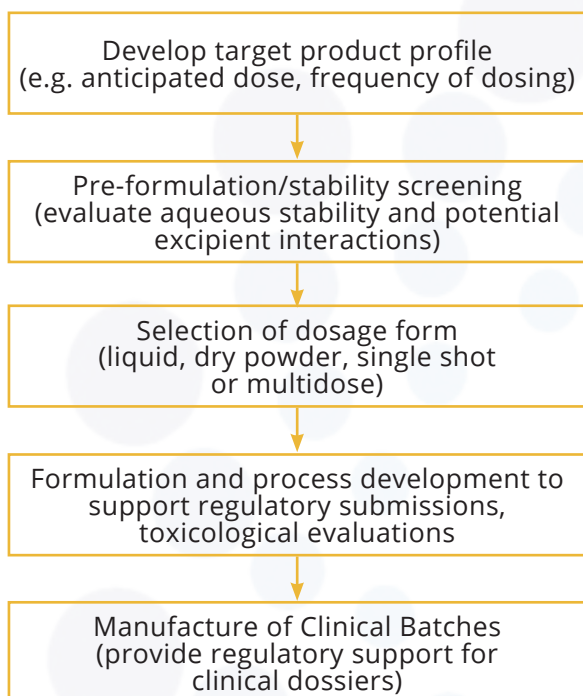 Develop target product profile
(e.g. anticipated dose, frequency of dosing)
Pre-formulation/stability screening
(evaluate aqueous stability and potential
excipient interactions)
Selection of dosage form
(liquid, dry powder, single shot
or multidose)
Formulation and process development to
support regulatory submissions,
toxicological evaluations
Manufacture of Clinical Batches
(provide regulatory support for
clinical dossiers)